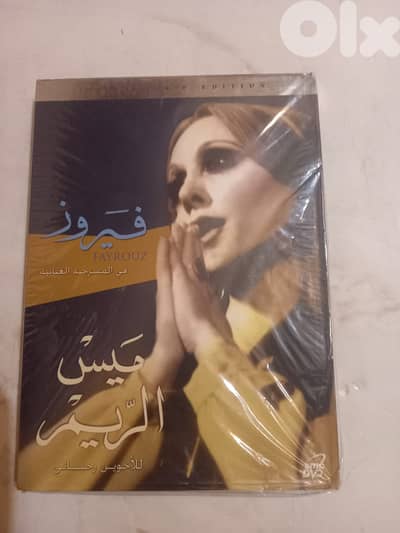 OLX
EDITION
فيروز
FAYROUZ
في المسرحية الغنائية
ميس
الريم
للأخوين رحباني